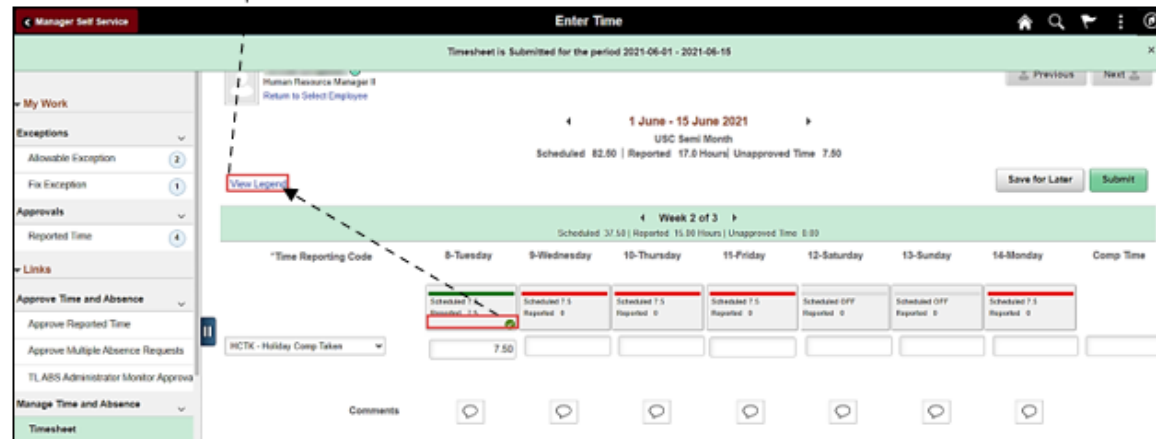 Manager Self Service
Enter Time
Timesheet is Submitted for the period 2021-06-01 - 2021-06-15
×
Human Resource Manager II
Return to Select Employee
Previous
Next
My Work
Exceptions
Allowable Exception 2
Fix Exception 1
Approvals
Reported Time 4
Links
Approve Time and Absence
Approve Reported Time
Approve Multiple Absence Requests
TLABS Administrator Monitor Approva
Manage Time and Absence
Timesheet
1 June - 15 June 2021
USC Semi Month
Scheduled 82.50 | Reported 17.0 Hours| Unapproved Time 7.50
View Legend
Save for Later
Submit
Week 2 of 3
Scheduled 37.50 | Reported 15.00 Hours | Unapproved Time 0.00
*Time Reporting Code 8-Tuesday 9-Wednesday 10-Thursday 11-Friday 12-Saturday 13-Sunday 14-Monday Comp Time
Scheduled 7.5 Scheduled 7.5 Scheduled 7.5 Scheduled 7.5 Scheduled OFF Scheduled OFF Scheduled 7.5
Reported 7.5 Reported 0 Reported 0 Reported 0 Reported 0 Reported 0 Reported 0
HCTK - Holiday Comp Taken 7.50
Comments